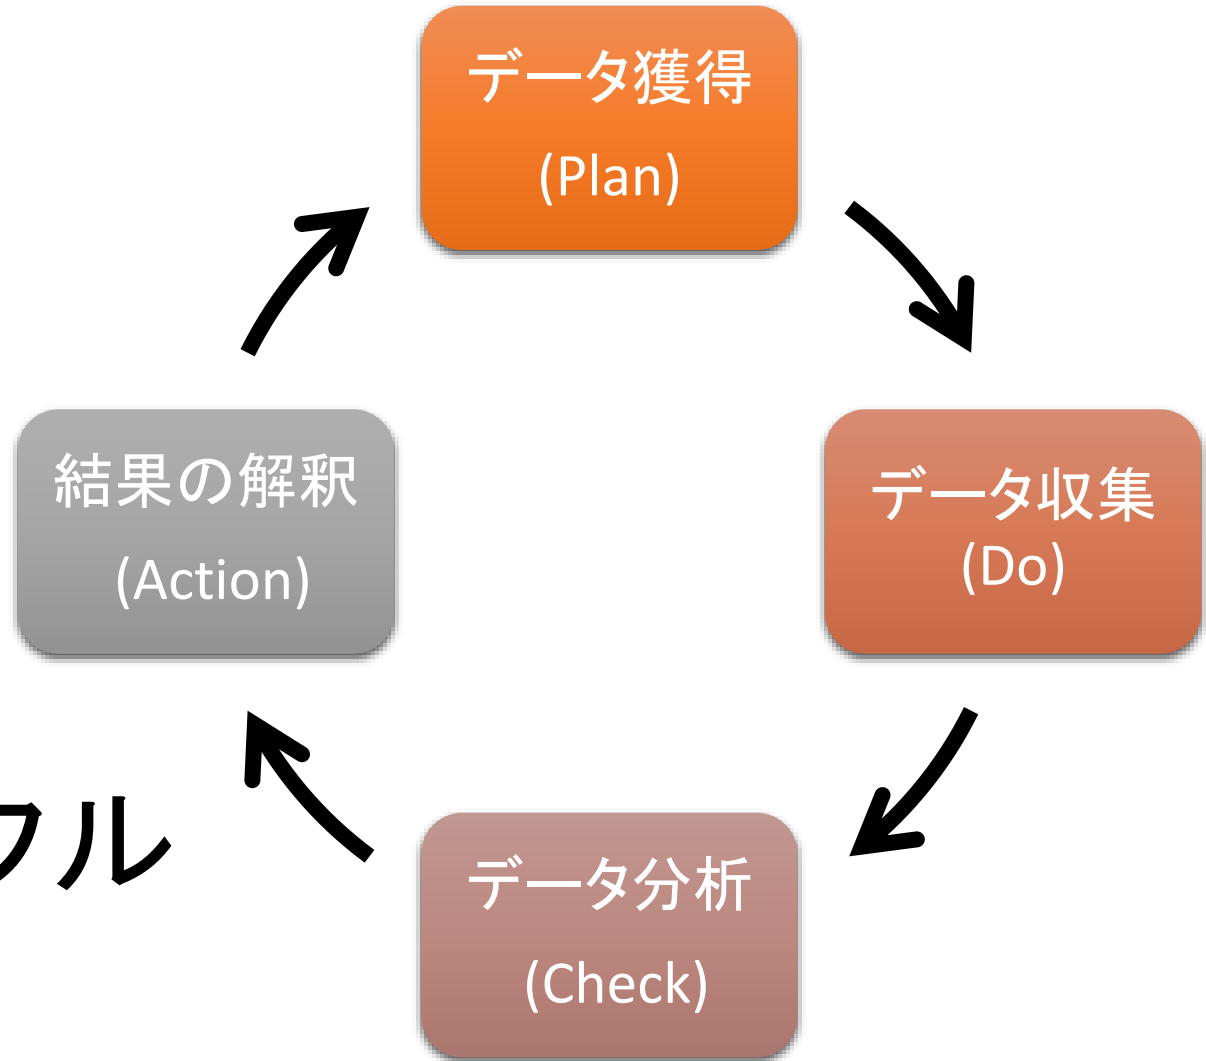 データ獲得
(Plan)
データ収集
(Do)
データ分析
(Check)
結果の解釈
(Action)
クル